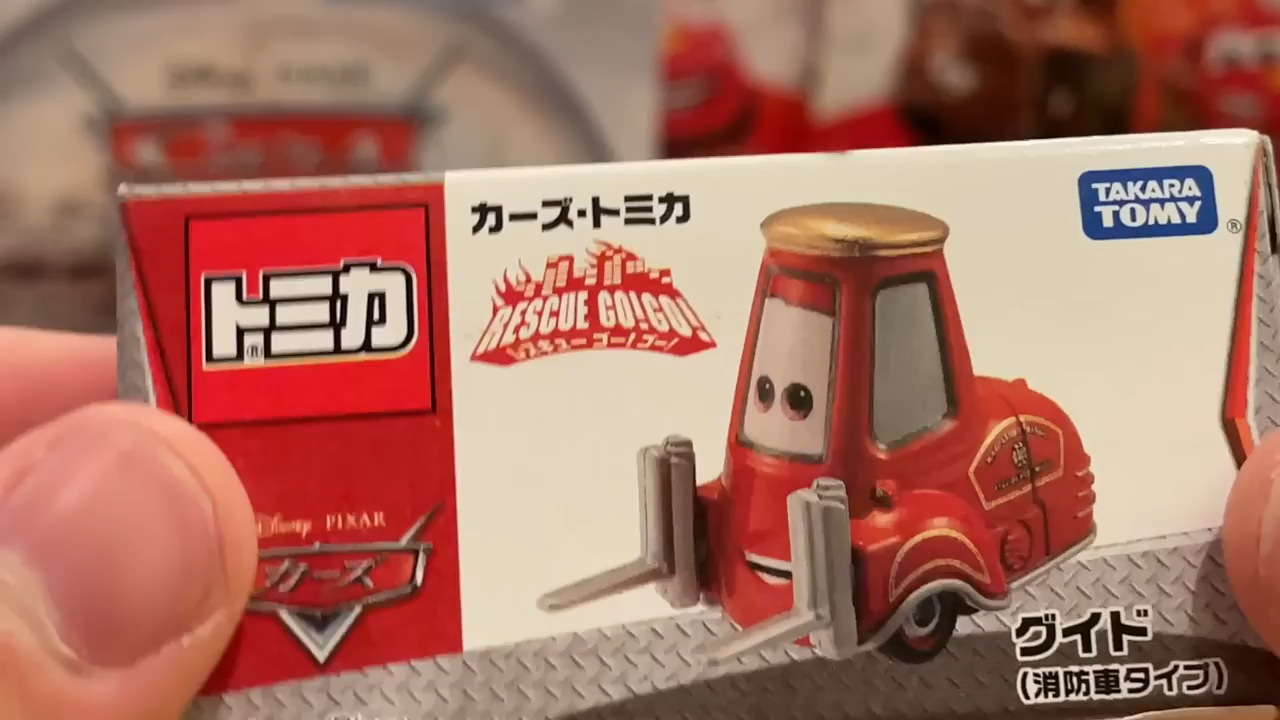 トミカ
®
Disney PIXAR
カーズ
カーズ・トミカ
RESCUE GO!GO!
レスキュー ゴー!ゴー!
TAKARA
TOMY
®
グイド
(消防車タイプ)